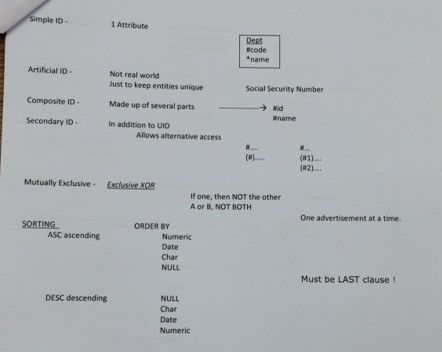 Simple ID - 1 Attribute
Dept
#code
*name
Artificial ID - Not real world
Just to keep entities unique Social Security Number
Composite ID - Made up of several parts → #id
#name
Secondary ID - In addition to UID
Allows alternative access
#.... #...
(#)..... (#1)....
(#2)....
Mutually Exclusive - Exclusive XOR
If one, then NOT the other
A or B, NOT BOTH
One advertisement at a time.
SORTING ORDER BY
ASC ascending Numeric
Date
Char
NULL
Must be LAST clause !
DESC descending NULL
Char
Date
Numeric